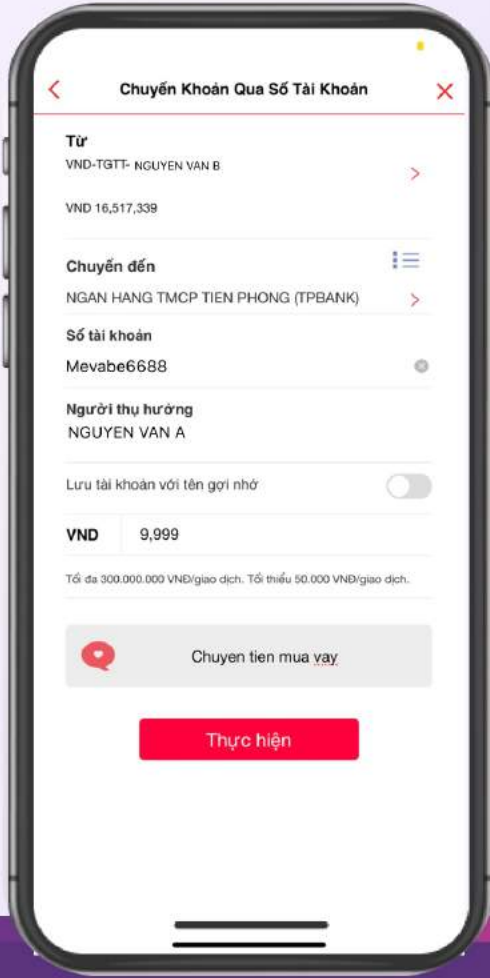 Chuyển Khoản Qua Số Tài Khoản
Từ
VND-TGTT- NGUYEN VAN B
VND 16,517,339
Chuyển đến
NGAN HANG TMCP TIEN PHONG (TPBANK)
Số tài khoản
Mevabe6688
Người thụ hưởng
NGUYEN VAN A
Lưu tài khoản với tên gợi nhớ
VND 9,999
Tối đa 300.000.000 VNĐ/giao dịch. Tối thiểu 50.000 VNĐ/giao dịch.
Chuyen tien mua vay
Thực hiện